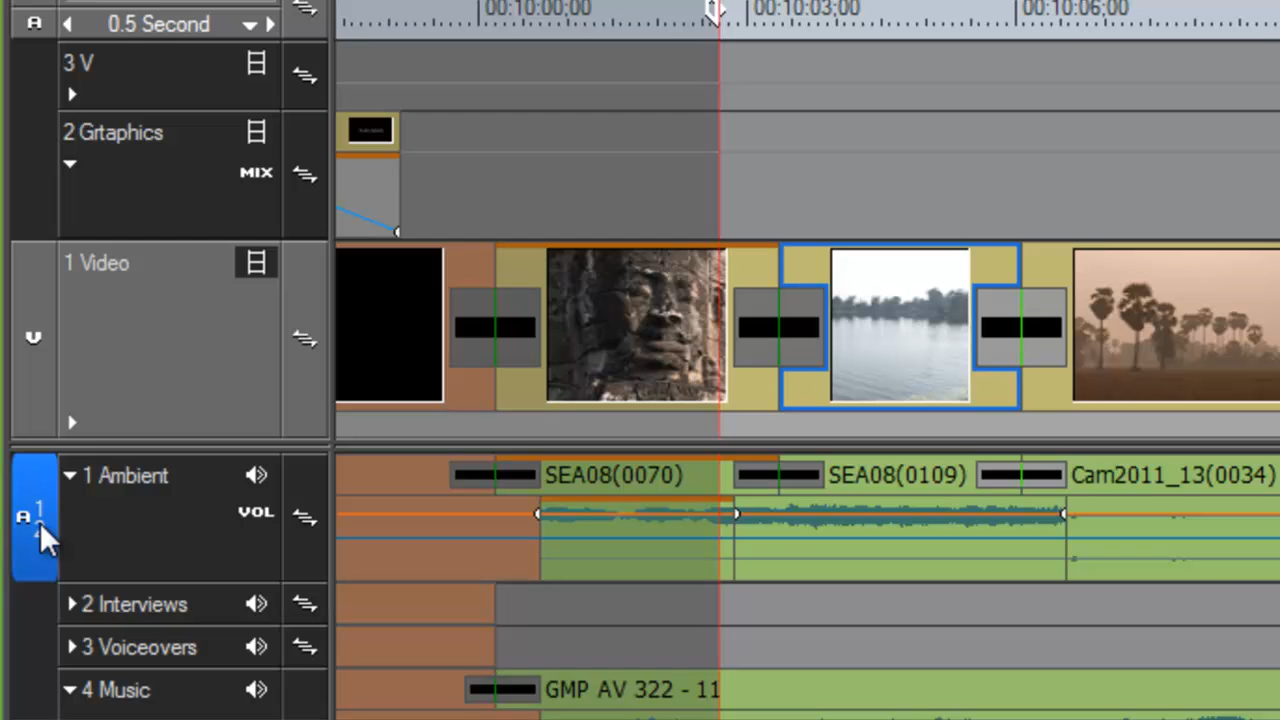 00:10:00;00 00:10:03;00 00:10:06;00
A 0.5 Second
3 V
2 Grtaphics
MIX
1 Video
V
1 Ambient SEA08(0070) SEA08(0109) Cam2011_13(0034)
A 1 2 VOL
2 Interviews
3 Voiceovers
4 Music GMP AV 322 - 11